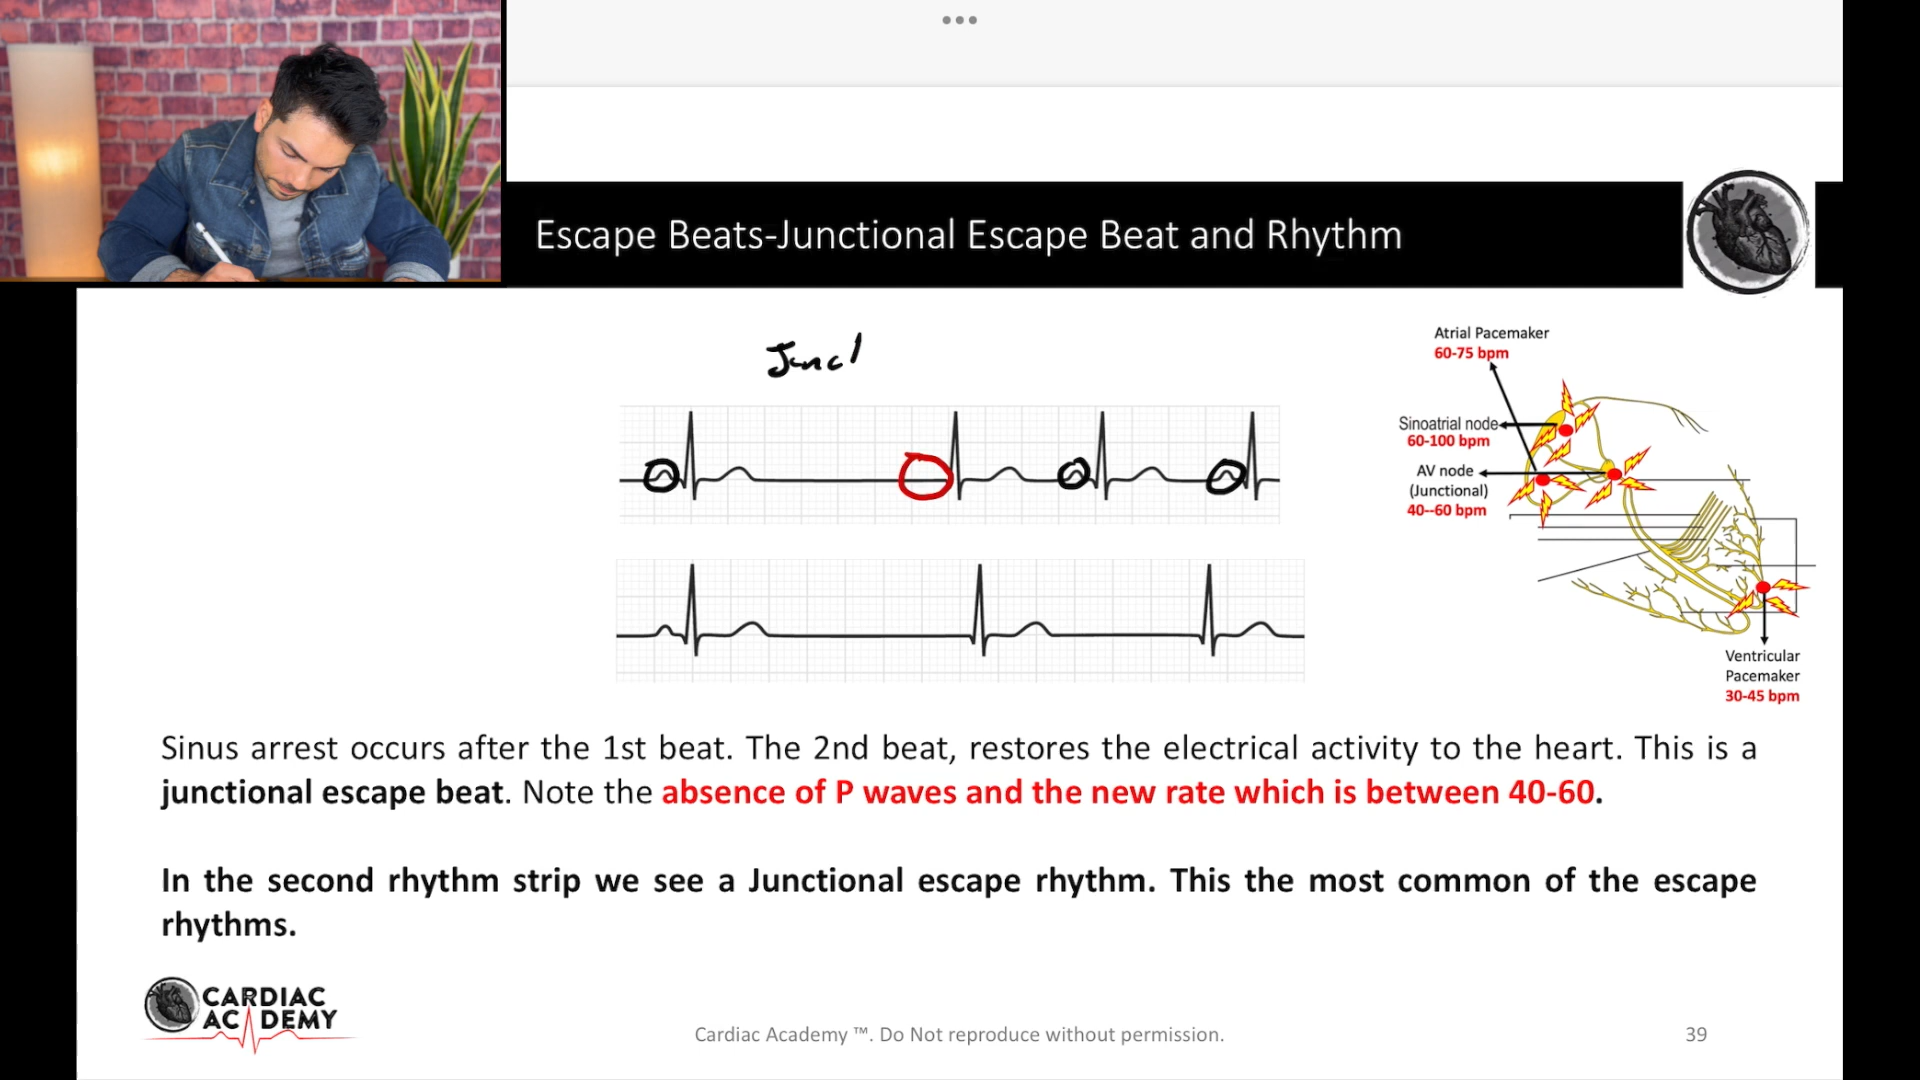 Escape Beats-Junctional Escape Beat and Rhythm
Junc
Atrial Pacemaker
60-75 bpm
Sinoatrial node
60-100 bpm
AV node
(Junctional)
40--60 bpm
Ventricular
Pacemaker
30-45 bpm
Sinus arrest occurs after the 1st beat. The 2nd beat, restores the electrical activity to the heart. This is a
junctional escape beat. Note the absence of P waves and the new rate which is between 40-60.
In the second rhythm strip we see a Junctional escape rhythm. This the most common of the escape
rhythms.
CARDIAC
ACADEMY
Cardiac Academy ™. Do Not reproduce without permission.
39